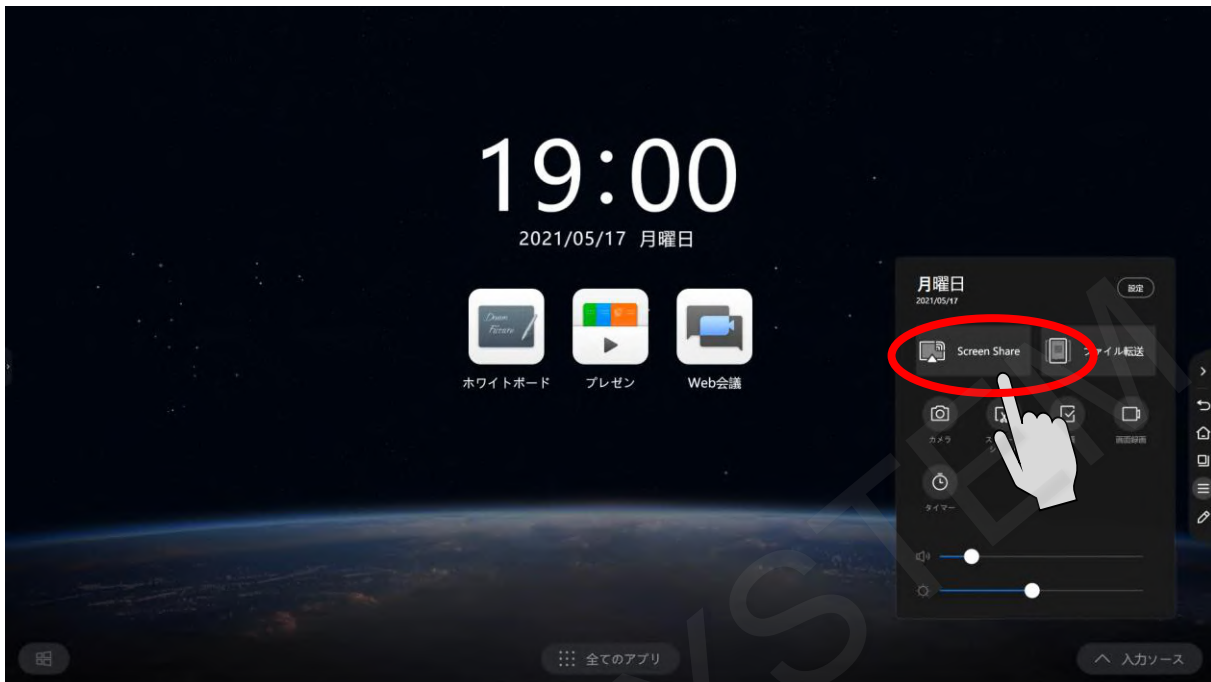 19:00
2021/05/17 月曜日
Dream
Future
ホワイトボード
プレゼン
Web会議
月曜日
2021/05/17
設定
Screen Share
ファイル転送
カメラ
画面録画
タイマー
全てのアプリ
入力ソース
SYSTEM